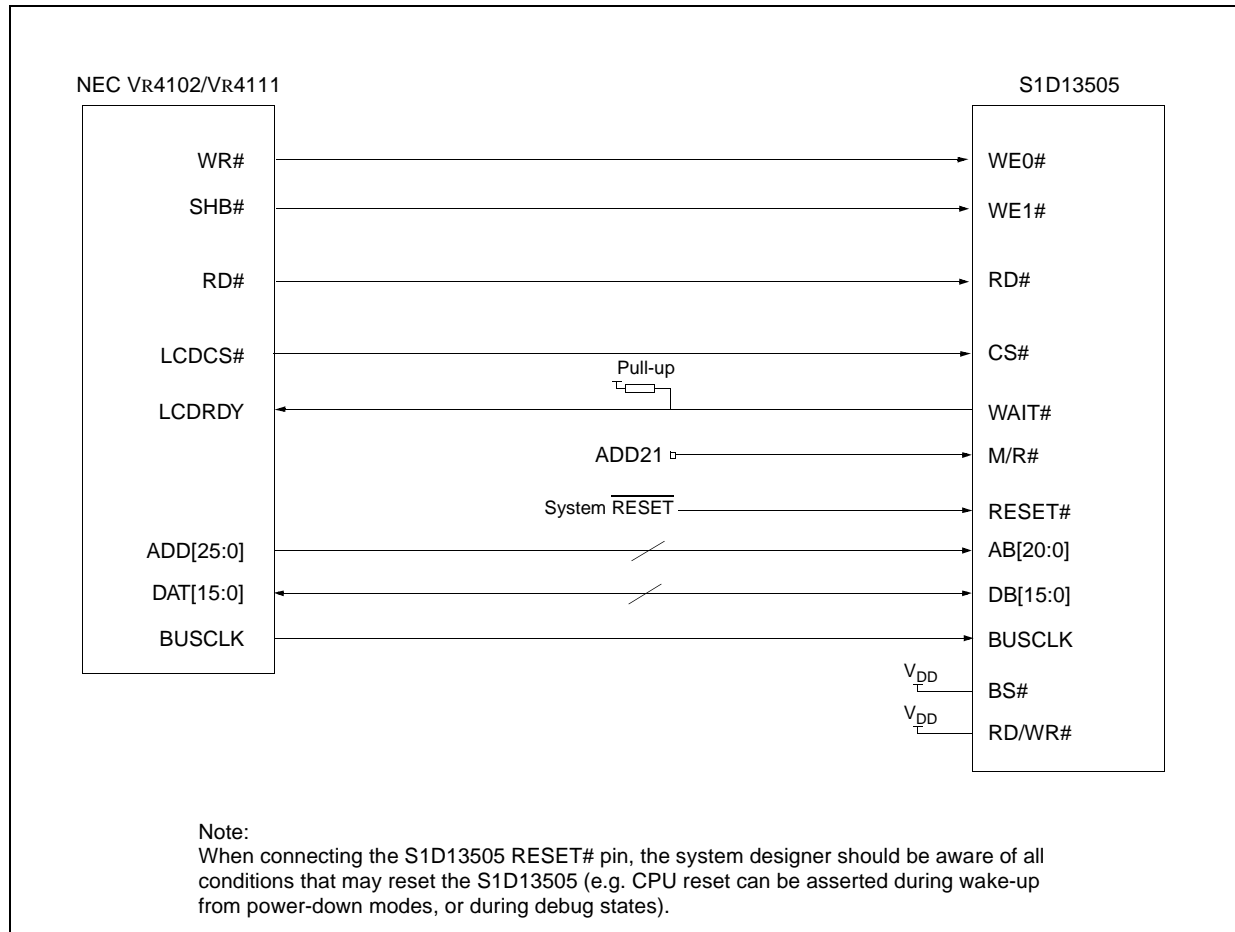 NEC VR4102/VR4111 S1D13505
WR# WE0#
SHB# WE1#
RD# RD#
LCDCS# CS#
Pull-up
LCDRDY WAIT#
ADD21 M/R#
System RESET RESET#
ADD[25:0] AB[20:0]
DAT[15:0] DB[15:0]
BUSCLK BUSCLK
VDD BS#
VDD RD/WR#
Note:
When connecting the S1D13505 RESET# pin, the system designer should be aware of all
conditions that may reset the S1D13505 (e.g. CPU reset can be asserted during wake-up
from power-down modes, or during debug states).